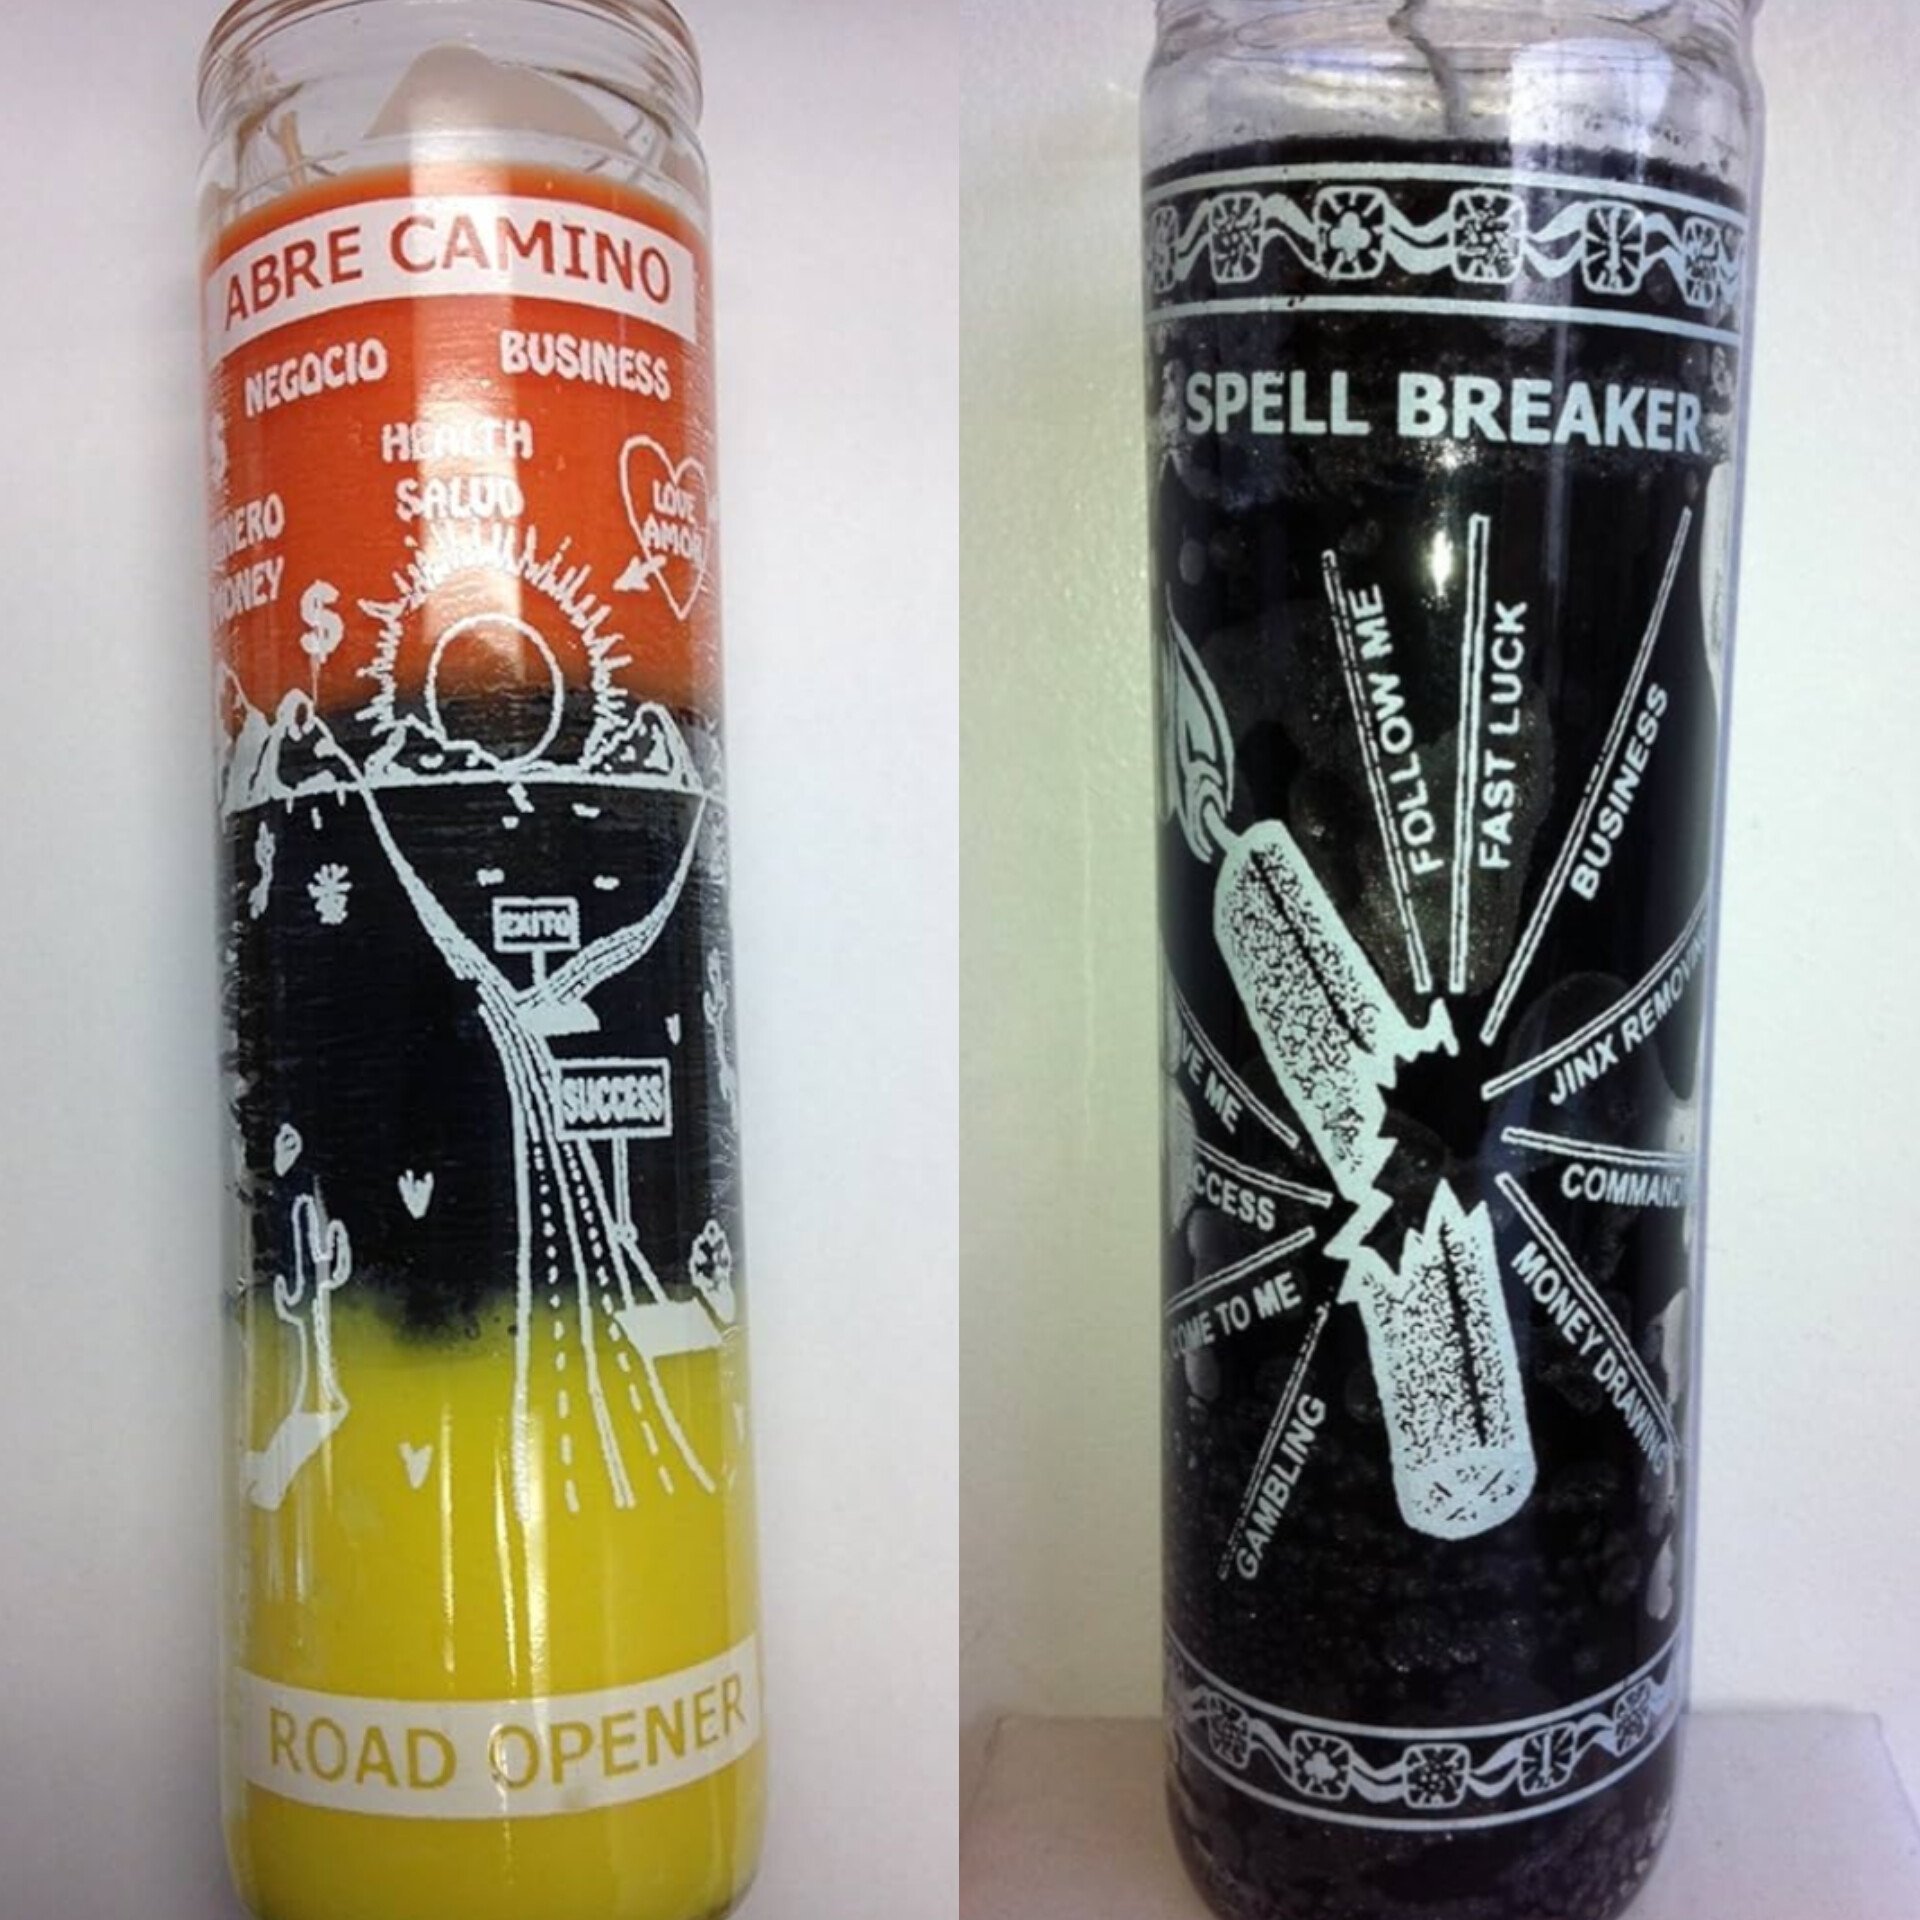 ABRE CAMINO
NEGOCIO
BUSINESS
HEALTH
SALUD
LOVE
AMOR
$
$
MONEY
EXITO
SUCCESS
ROAD OPENER
SPELL BREAKER
FOLLOW ME
FAST LUCK
BUSINESS
JINX REMOVIN
COMMAND
MONEY DRAWING
VE ME
CCESS
COME TO ME
GAMBLING